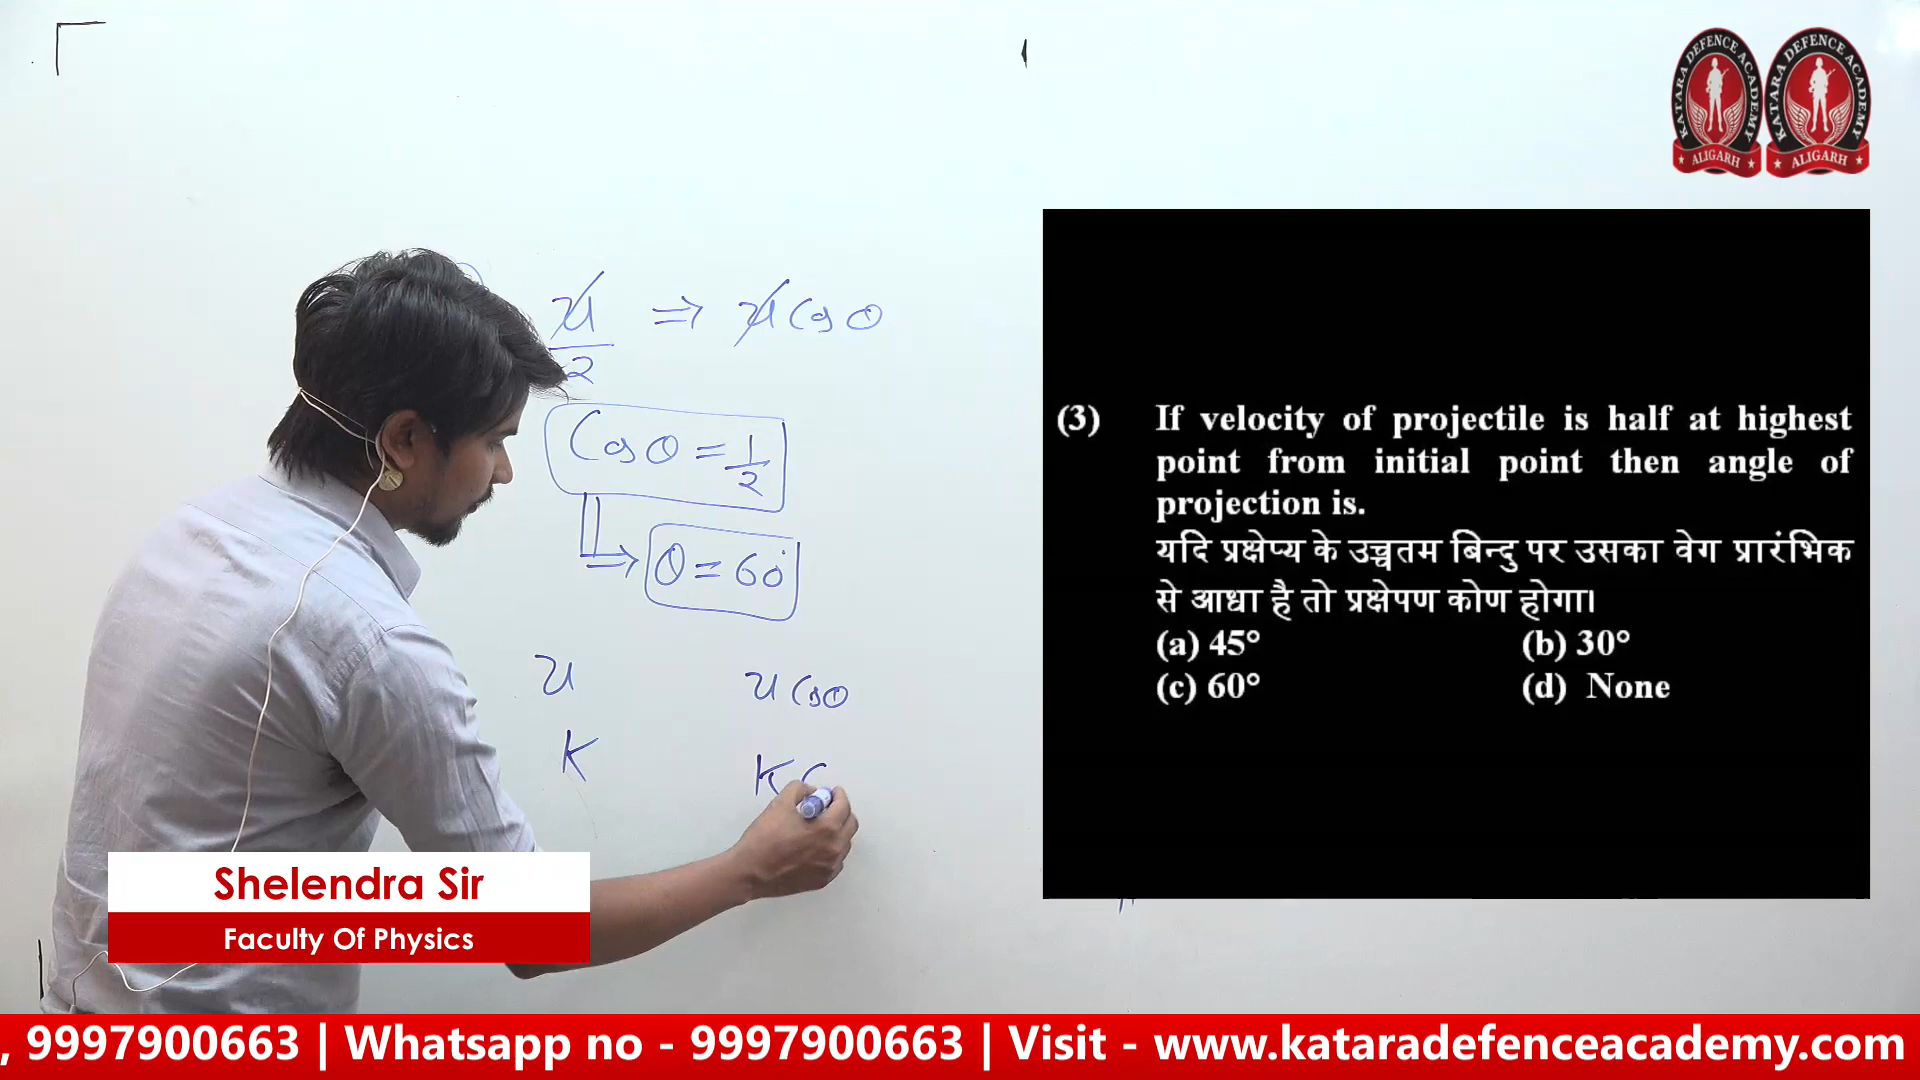 KATARA DEFENCE ACADEMY
ALIGARH
KATARA DEFENCE ACADEMY
ALIGARH
u/2 ⇒ u Cos θ
Cos θ = 1/2
⇒ θ = 60°
u u Cos θ
K K C
(3) If velocity of projectile is half at highest
point from initial point then angle of
projection is.
यदि प्रक्षेप्य के उच्चतम बिन्दु पर उसका वेग प्रारंभिक
से आधा है तो प्रक्षेपण कोण होगा।
(a) 45° (b) 30°
(c) 60° (d) None
Shelendra Sir
Faculty Of Physics
, 9997900663 | Whatsapp no - 9997900663 | Visit - www.kataradefenceacademy.com